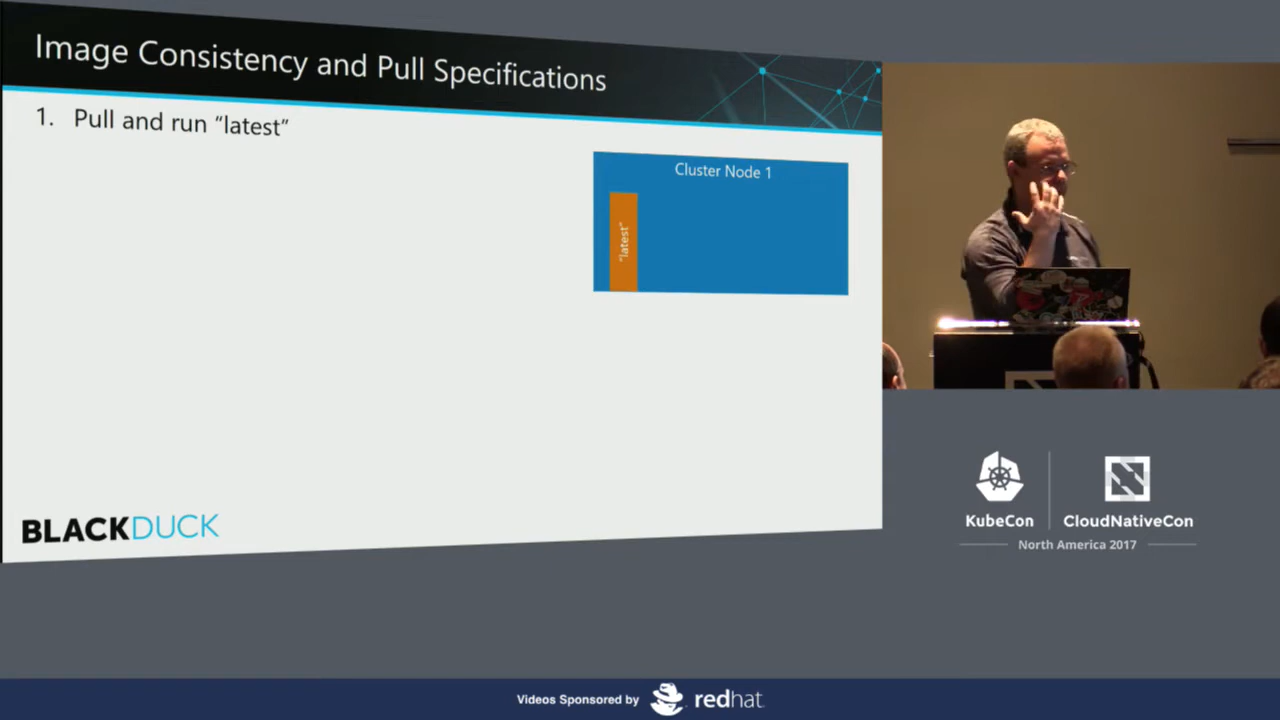 Image Consistency and Pull Specifications
1. Pull and run “latest”
Cluster Node 1
“latest”
BLACKDUCK
KubeCon
CloudNativeCon
North America 2017
Videos Sponsored by redhat